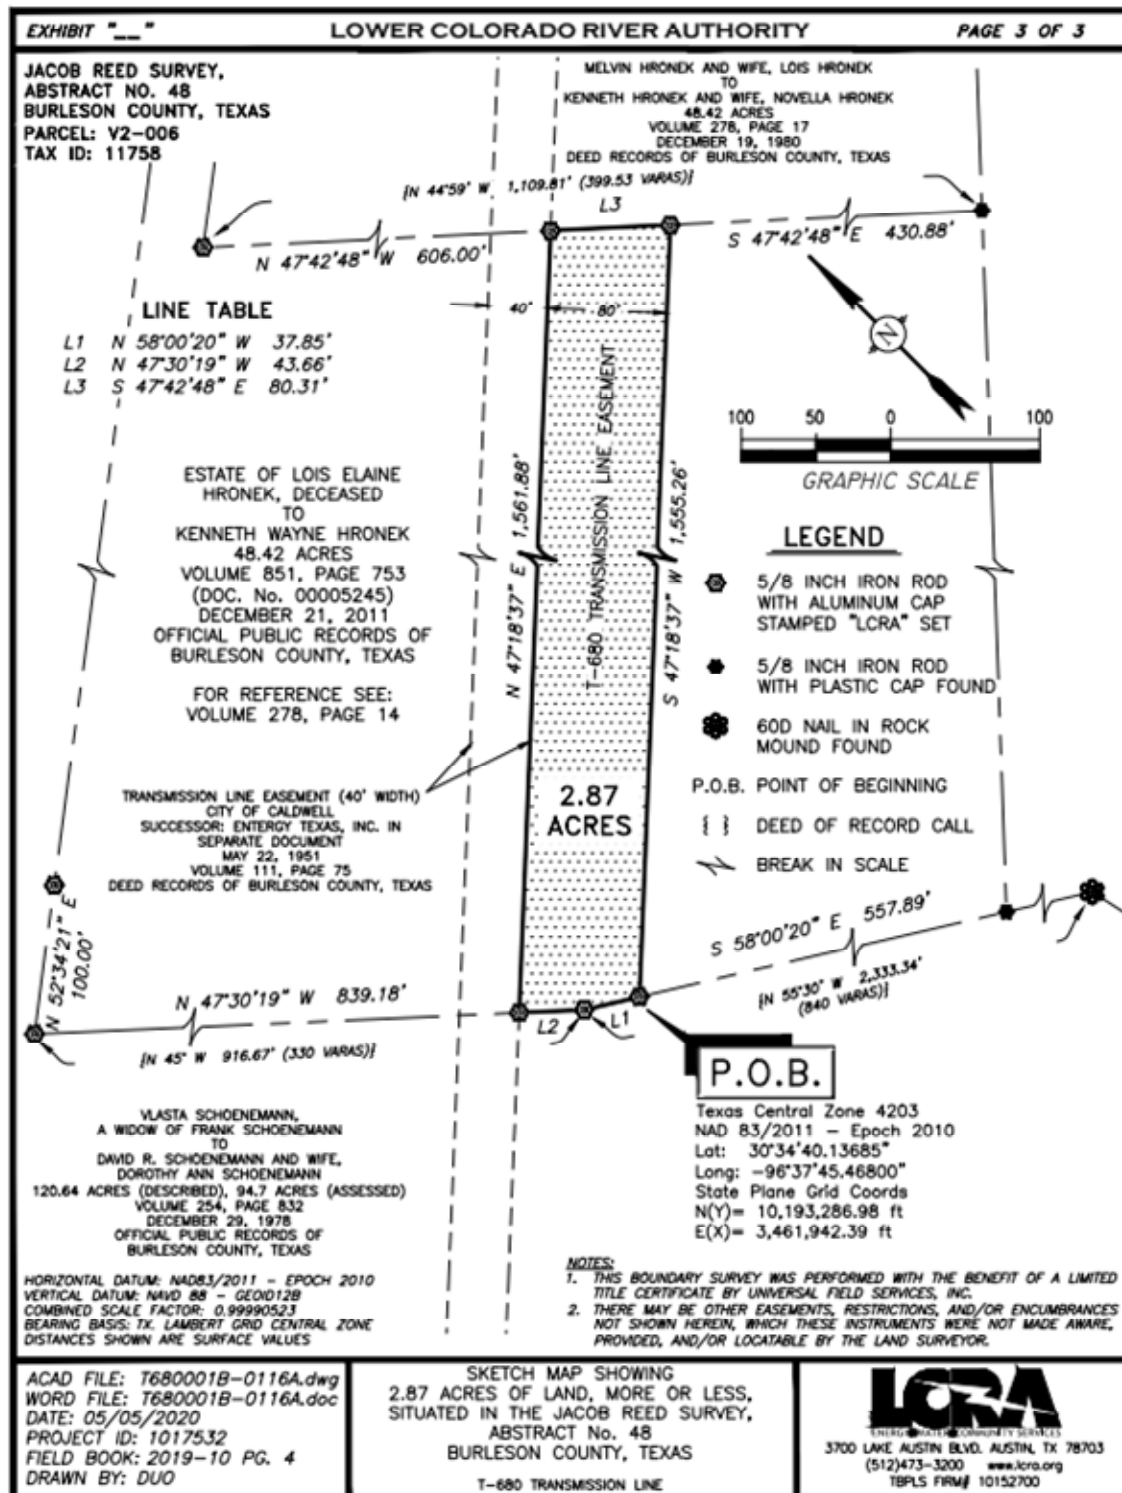 EXHIBIT "__"
LOWER COLORADO RIVER AUTHORITY
PAGE 3 OF 3
JACOB REED SURVEY,
ABSTRACT NO. 48
BURLESON COUNTY, TEXAS
PARCEL: V2-006
TAX ID: 11758
MELVIN HRONEK AND WIFE, LOIS HRONEK
TO
KENNETH HRONEK AND WIFE, NOVELLA HRONEK
48.42 ACRES
VOLUME 278, PAGE 17
DECEMBER 19, 1980
DEED RECORDS OF BURLESON COUNTY, TEXAS
{N 44°59' W 1,109.81' (399.53 VARAS)}
L3
N 47°42'48" W 606.00'
S 47°42'48" E 430.88'
LINE TABLE
L1 N 58°00'20" W 37.85'
L2 N 47°30'19" W 43.66'
L3 S 47°42'48" E 80.31'
40'
80'
N
100 50 0 100
GRAPHIC SCALE
ESTATE OF LOIS ELAINE
HRONEK, DECEASED
TO
KENNETH WAYNE HRONEK
48.42 ACRES
VOLUME 851, PAGE 753
(DOC. No. 00005245)
DECEMBER 21, 2011
OFFICIAL PUBLIC RECORDS OF
BURLESON COUNTY, TEXAS
FOR REFERENCE SEE:
VOLUME 278, PAGE 14
N 47°18'37" E 1,561.88'
T-680 TRANSMISSION LINE EASEMENT
S 47°18'37" W 1,555.26'
LEGEND
5/8 INCH IRON ROD
WITH ALUMINUM CAP
STAMPED "LCRA" SET
5/8 INCH IRON ROD
WITH PLASTIC CAP FOUND
60D NAIL IN ROCK
MOUND FOUND
P.O.B. POINT OF BEGINNING
{ } DEED OF RECORD CALL
BREAK IN SCALE
TRANSMISSION LINE EASEMENT (40' WIDTH)
CITY OF CALDWELL
SUCCESSOR: ENTERGY TEXAS, INC. IN
SEPARATE DOCUMENT
MAY 22, 1951
VOLUME 111, PAGE 75
DEED RECORDS OF BURLESON COUNTY, TEXAS
2.87
ACRES
N 52°34'21" E
100.00'
S 58°00'20" E 557.89'
{N 55°30' W 2,333.34'
(840 VARAS)}
N 47°30'19" W 839.18'
{N 45° W 916.67' (330 VARAS)}
L2
L1
P.O.B.
Texas Central Zone 4203
NAD 83/2011 - Epoch 2010
Lat: 30°34'40.13685"
Long: -96°37'45.46800"
State Plane Grid Coords
N(Y)= 10,193,286.98 ft
E(X)= 3,461,942.39 ft
VLASTA SCHOENEMANN,
A WIDOW OF FRANK SCHOENEMANN
TO
DAVID R. SCHOENEMANN AND WIFE,
DOROTHY ANN SCHOENEMANN
120.64 ACRES (DESCRIBED), 94.7 ACRES (ASSESSED)
VOLUME 254, PAGE 832
DECEMBER 29, 1978
OFFICIAL PUBLIC RECORDS OF
BURLESON COUNTY, TEXAS
HORIZONTAL DATUM: NAD83/2011 - EPOCH 2010
VERTICAL DATUM: NAVD 88 - GEOID12B
COMBINED SCALE FACTOR: 0.99990523
BEARING BASIS: TX. LAMBERT GRID CENTRAL ZONE
DISTANCES SHOWN ARE SURFACE VALUES
NOTES:
1. THIS BOUNDARY SURVEY WAS PERFORMED WITH THE BENEFIT OF A LIMITED
TITLE CERTIFICATE BY UNIVERSAL FIELD SERVICES, INC.
2. THERE MAY BE OTHER EASEMENTS, RESTRICTIONS, AND/OR ENCUMBRANCES
NOT SHOWN HEREIN, WHICH THESE INSTRUMENTS WERE NOT MADE AWARE,
PROVIDED, AND/OR LOCATABLE BY THE LAND SURVEYOR.
ACAD FILE: T680001B-0116A.dwg
WORD FILE: T680001B-0116A.doc
DATE: 05/05/2020
PROJECT ID: 1017532
FIELD BOOK: 2019-10 PG. 4
DRAWN BY: DUO
SKETCH MAP SHOWING
2.87 ACRES OF LAND, MORE OR LESS,
SITUATED IN THE JACOB REED SURVEY,
ABSTRACT No. 48
BURLESON COUNTY, TEXAS
T-680 TRANSMISSION LINE
LCRA
ENERGY WATER COMMUNITY SERVICES
3700 LAKE AUSTIN BLVD. AUSTIN, TX 78703
(512)473-3200 www.lcra.org
TBPLS FIRM# 10152700